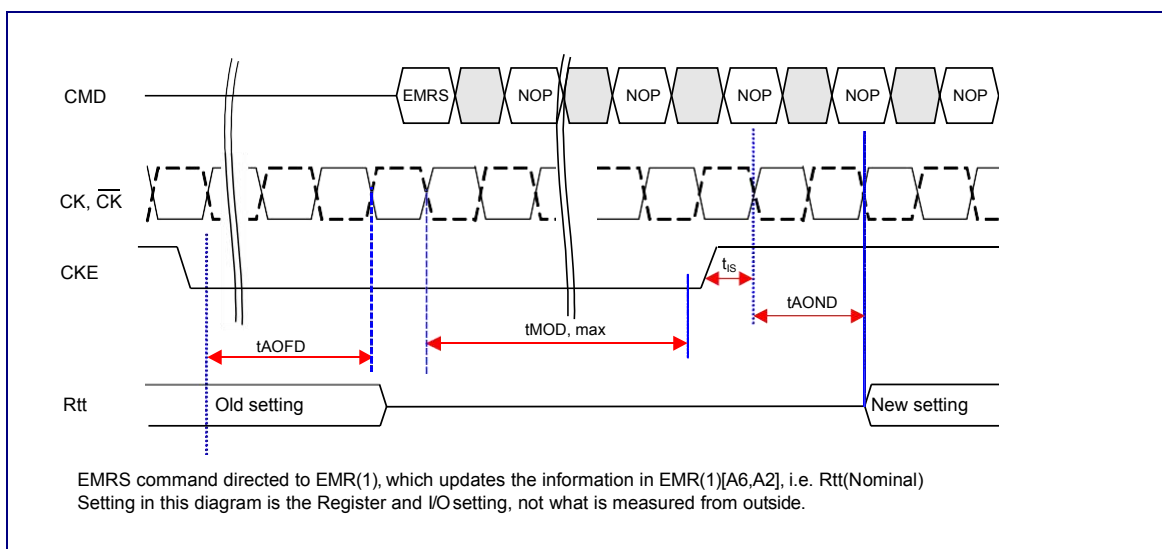 CMD
EMRS NOP NOP NOP NOP NOP
CK, C̅K̅
CKE
tIS
tAOND
tMOD, max
tAOFD
Rtt
Old setting
New setting
EMRS command directed to EMR(1), which updates the information in EMR(1)[A6,A2], i.e. Rtt(Nominal)
Setting in this diagram is the Register and I/O setting, not what is measured from outside.